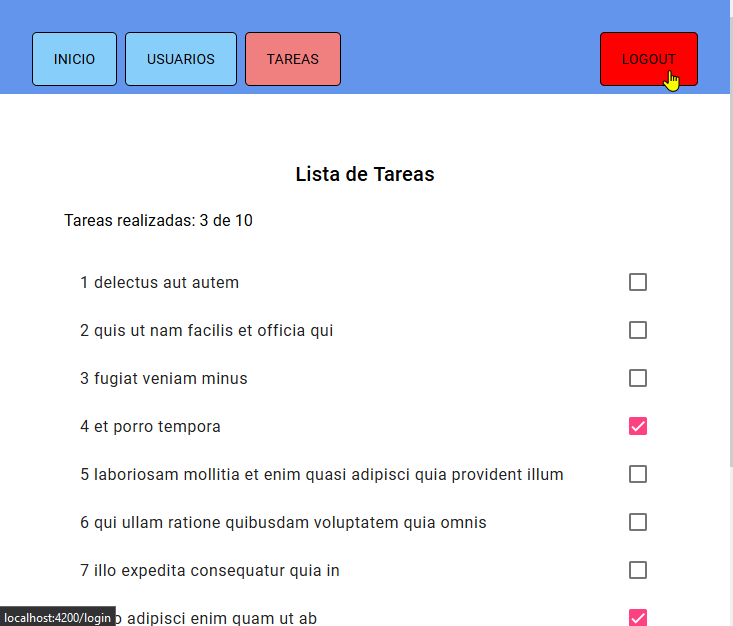 INICIO USUARIOS TAREAS LOGOUT
Lista de Tareas
Tareas realizadas: 3 de 10
1 delectus aut autem
2 quis ut nam facilis et officia qui
3 fugiat veniam minus
4 et porro tempora
5 laboriosam mollitia et enim quasi adipisci quia provident illum
6 qui ullam ratione quibusdam voluptatem quia omnis
7 illo expedita consequatur quia in
adipisci enim quam ut ab
localhost:4200/login